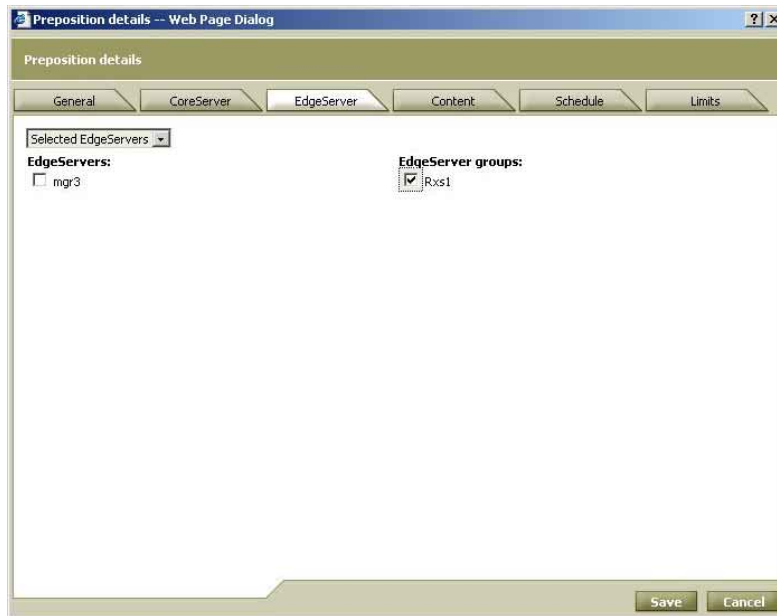 Preposition details -- Web Page Dialog
Preposition details
General CoreServer EdgeServer Content Schedule Limits
Selected EdgeServers
EdgeServers: EdgeServer groups:
mgr3 Rxs1
Save Cancel